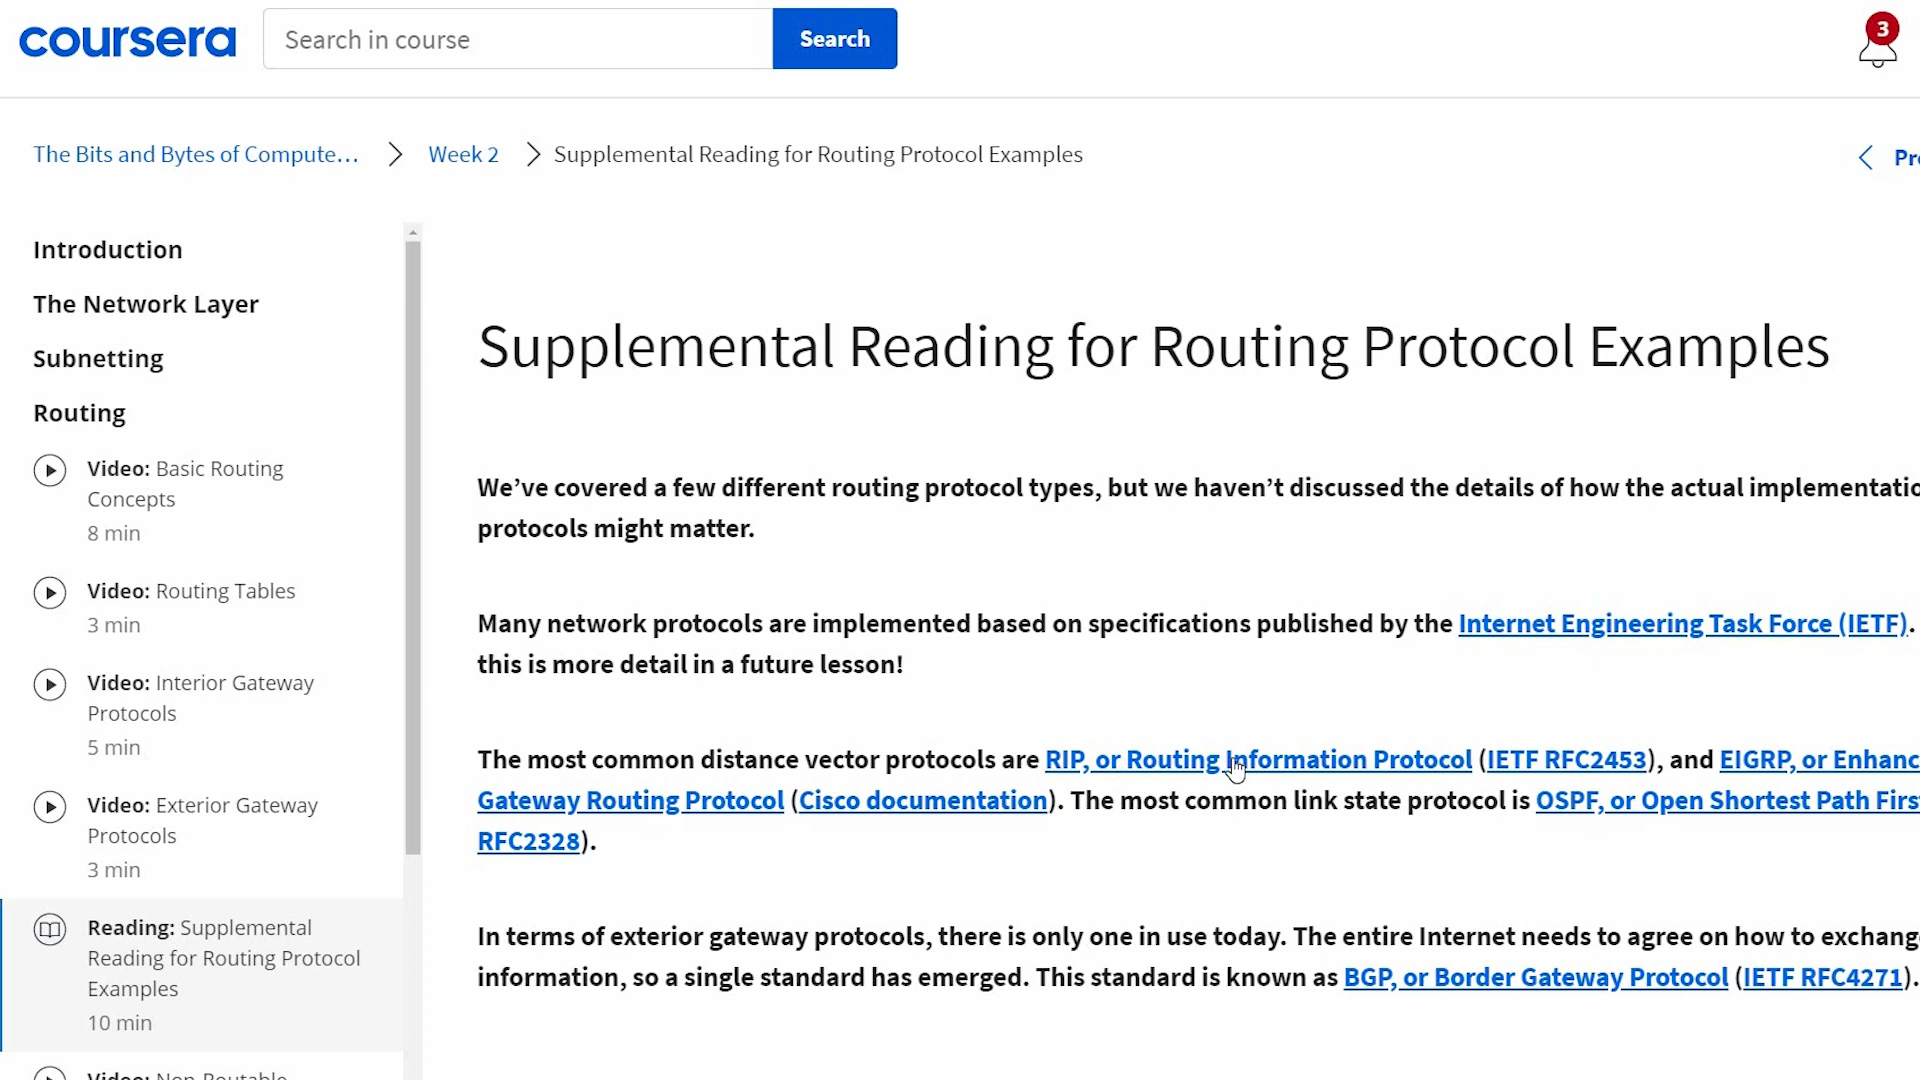 coursera
Search in course
Search
3
The Bits and Bytes of Compute...
Week 2
Supplemental Reading for Routing Protocol Examples
Introduction
The Network Layer
Subnetting
Routing
Video: Basic Routing
Concepts
8 min
Video: Routing Tables
3 min
Video: Interior Gateway
Protocols
5 min
Video: Exterior Gateway
Protocols
3 min
Reading: Supplemental
Reading for Routing Protocol
Examples
10 min
Video: Non-Routable
Supplemental Reading for Routing Protocol Examples
We’ve covered a few different routing protocol types, but we haven’t discussed the details of how the actual
protocols might matter.
Many network protocols are implemented based on specifications published by the Internet Engineering Task Force (IETF).
this is more detail in a future lesson!
The most common distance vector protocols are RIP, or Routing Information Protocol (IETF RFC2453), and EIGRP, or
Gateway Routing Protocol (Cisco documentation). The most common link state protocol is OSPF, or Open Shortest Path
RFC2328).
In terms of exterior gateway protocols, there is only one in use today. The entire Internet needs to agree on how to
information, so a single standard has emerged. This standard is known as BGP, or Border Gateway Protocol (IETF RFC4271).